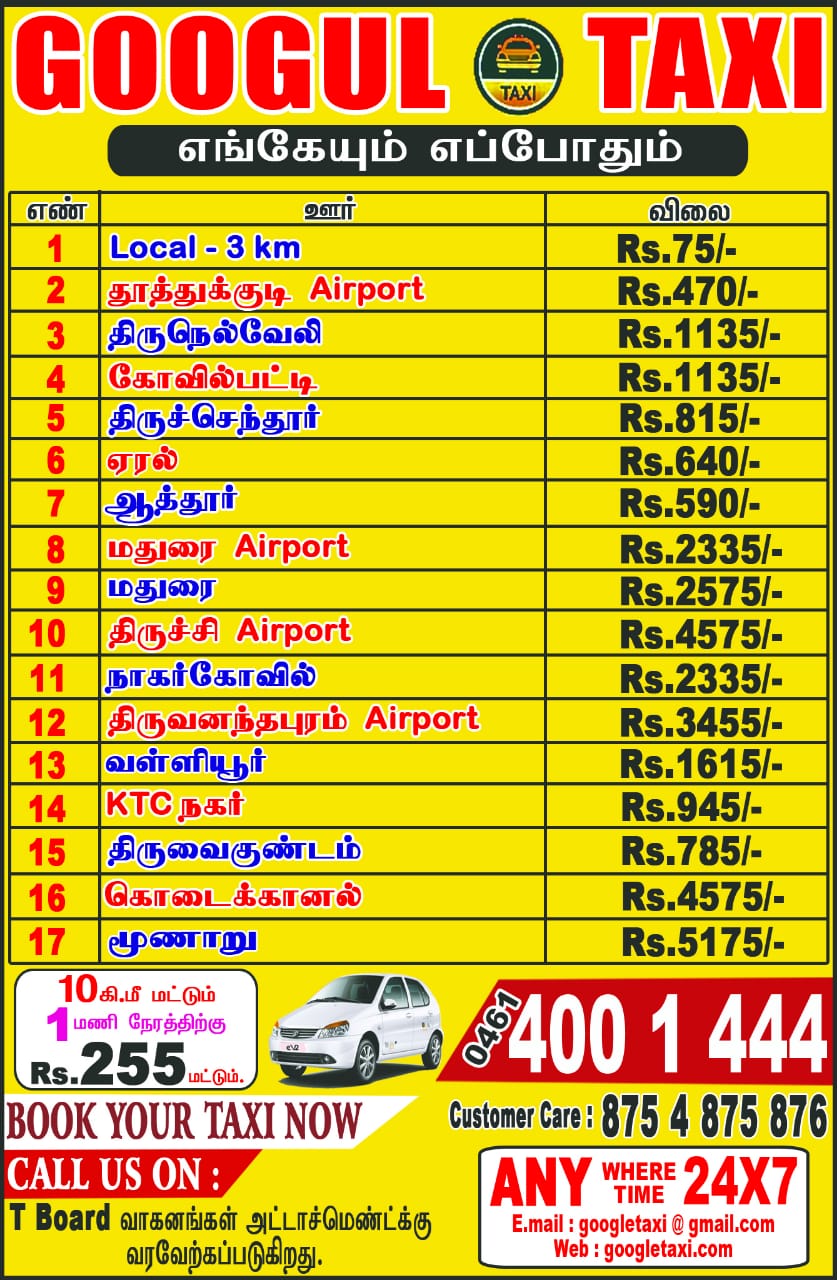 GOOGUL TAXI
TAXI
எங்கேயும் எப்போதும்
எண் ஊர் விலை
1 Local - 3 km Rs.75/-
2 தூத்துக்குடி Airport Rs.470/-
3 திருநெல்வேலி Rs.1135/-
4 கோவில்பட்டி Rs.1135/-
5 திருச்செந்தூர் Rs.815/-
6 ஏரல் Rs.640/-
7 ஆத்தூர் Rs.590/-
8 மதுரை Airport Rs.2335/-
9 மதுரை Rs.2575/-
10 திருச்சி Airport Rs.4575/-
11 நாகர்கோவில் Rs.2335/-
12 திருவனந்தபுரம் Airport Rs.3455/-
13 வள்ளியூர் Rs.1615/-
14 KTC நகர் Rs.945/-
15 திருவைகுண்டம் Rs.785/-
16 கொடைக்கானல் Rs.4575/-
17 மூணாறு Rs.5175/-
10 கி.மீ மட்டும்
1 மணி நேரத்திற்கு
Rs.255 மட்டும்.
0461 400 1 444
BOOK YOUR TAXI NOW
Customer Care : 875 4 875 876
CALL US ON :
T Board வாகனங்கள் அட்டாச்மெண்ட்க்கு
வரவேற்கப்படுகிறது.
ANY WHERE TIME 24X7
E.mail : googletaxi @ gmail.com
Web : googletaxi.com